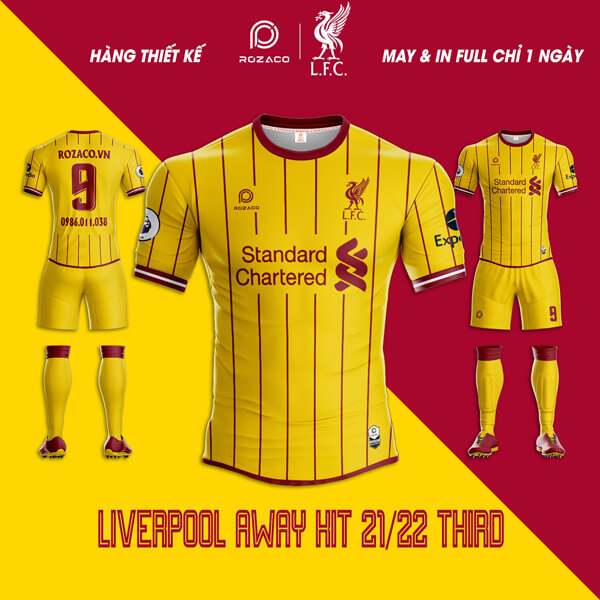 HÀNG THIẾT KẾ
ROZACO
L.F.C.
MAY & IN FULL CHỈ 1 NGÀY
ROZACO.VN
9
0986.011.038
ROZACO
L.F.C.
Standard
Chartered
Expe
Standard
Chartered
Expe
9
LIVERPOOL AWAY KIT 21/22 THIRD